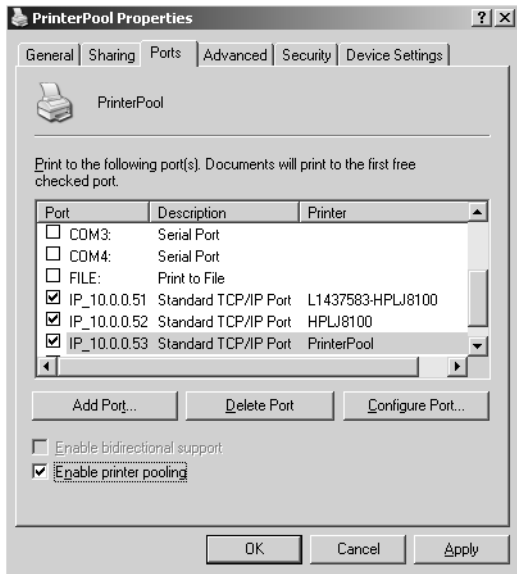 PrinterPool Properties
General Sharing Ports Advanced Security Device Settings
PrinterPool
Print to the following port(s). Documents will print to the first free
checked port.
Port Description Printer
COM3: Serial Port
COM4: Serial Port
FILE: Print to File
IP_10.0.0.51 Standard TCP/IP Port L1437583-HPLJ8100
IP_10.0.0.52 Standard TCP/IP Port HPLJ8100
IP_10.0.0.53 Standard TCP/IP Port PrinterPool
Add Port... Delete Port Configure Port...
Enable bidirectional support
Enable printer pooling
OK Cancel Apply